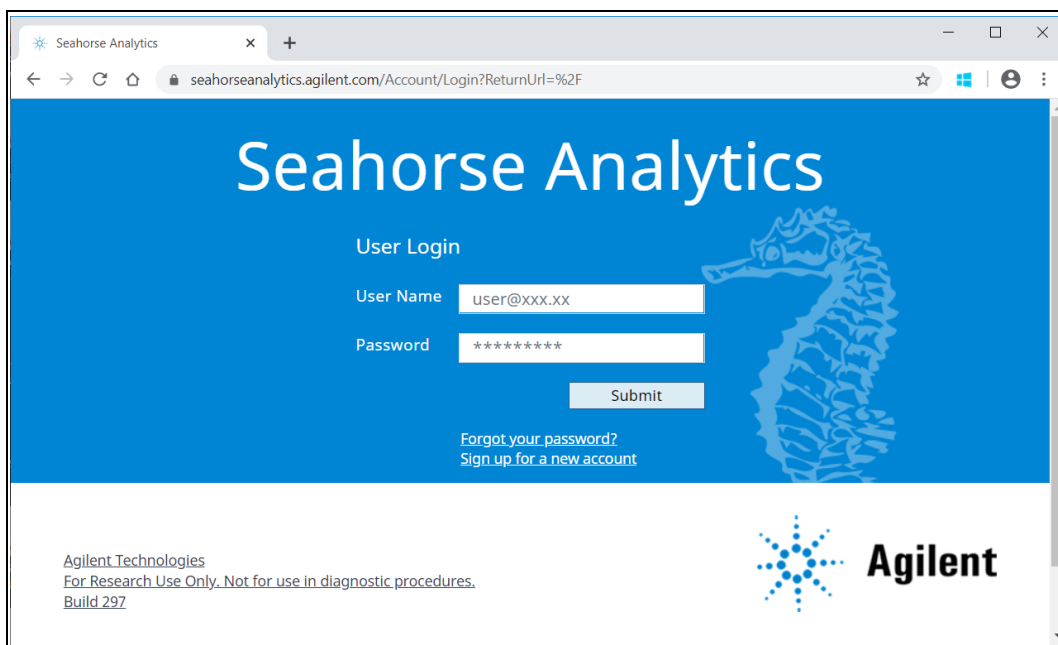 Seahorse Analytics
seahorseanalytics.agilent.com/Account/Login?ReturnUrl=%2F
Seahorse Analytics
User Login
User Name user@xxx.xx
Password *********
Submit
Forgot your password?
Sign up for a new account
Agilent Technologies
For Research Use Only. Not for use in diagnostic procedures.
Build 297
Agilent